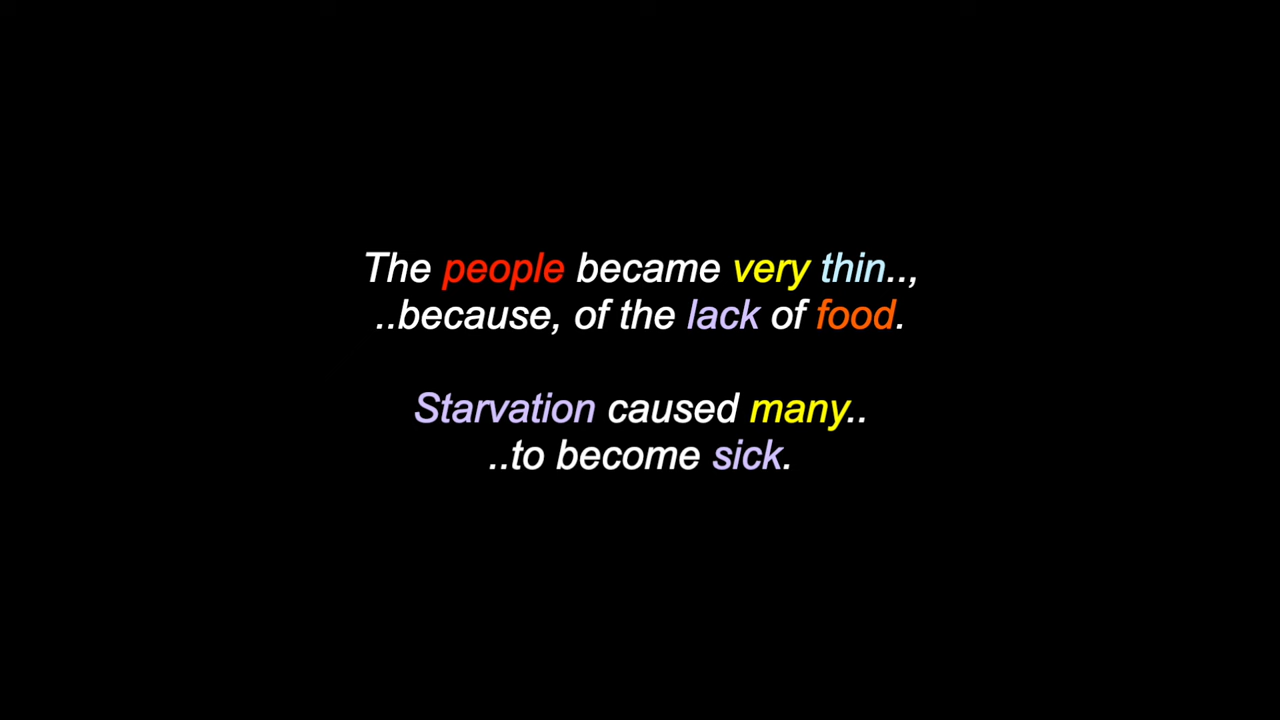 The people became very thin..,
..because, of the lack of food.
Starvation caused many..
..to become sick.